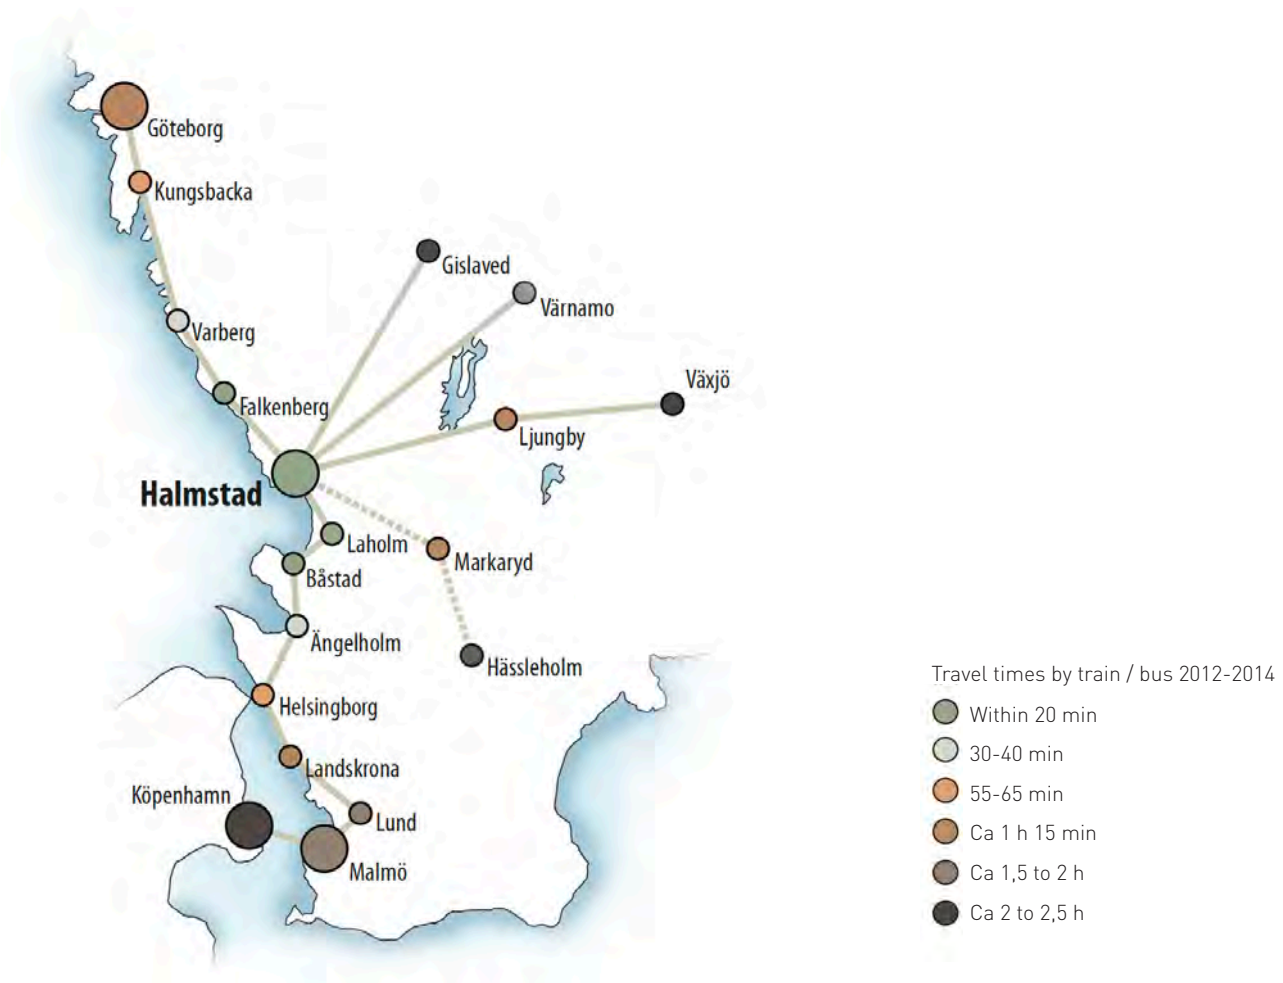 Göteborg
Kungsbacka
Gislaved
Värnamo
Varberg
Växjö
Falkenberg
Ljungby
Halmstad
Laholm
Markaryd
Båstad
Ängelholm
Hässleholm
Helsingborg
Landskrona
Köpenhamn
Lund
Malmö
Travel times by train / bus 2012-2014
Within 20 min
30-40 min
55-65 min
Ca 1 h 15 min
Ca 1,5 to 2 h
Ca 2 to 2,5 h